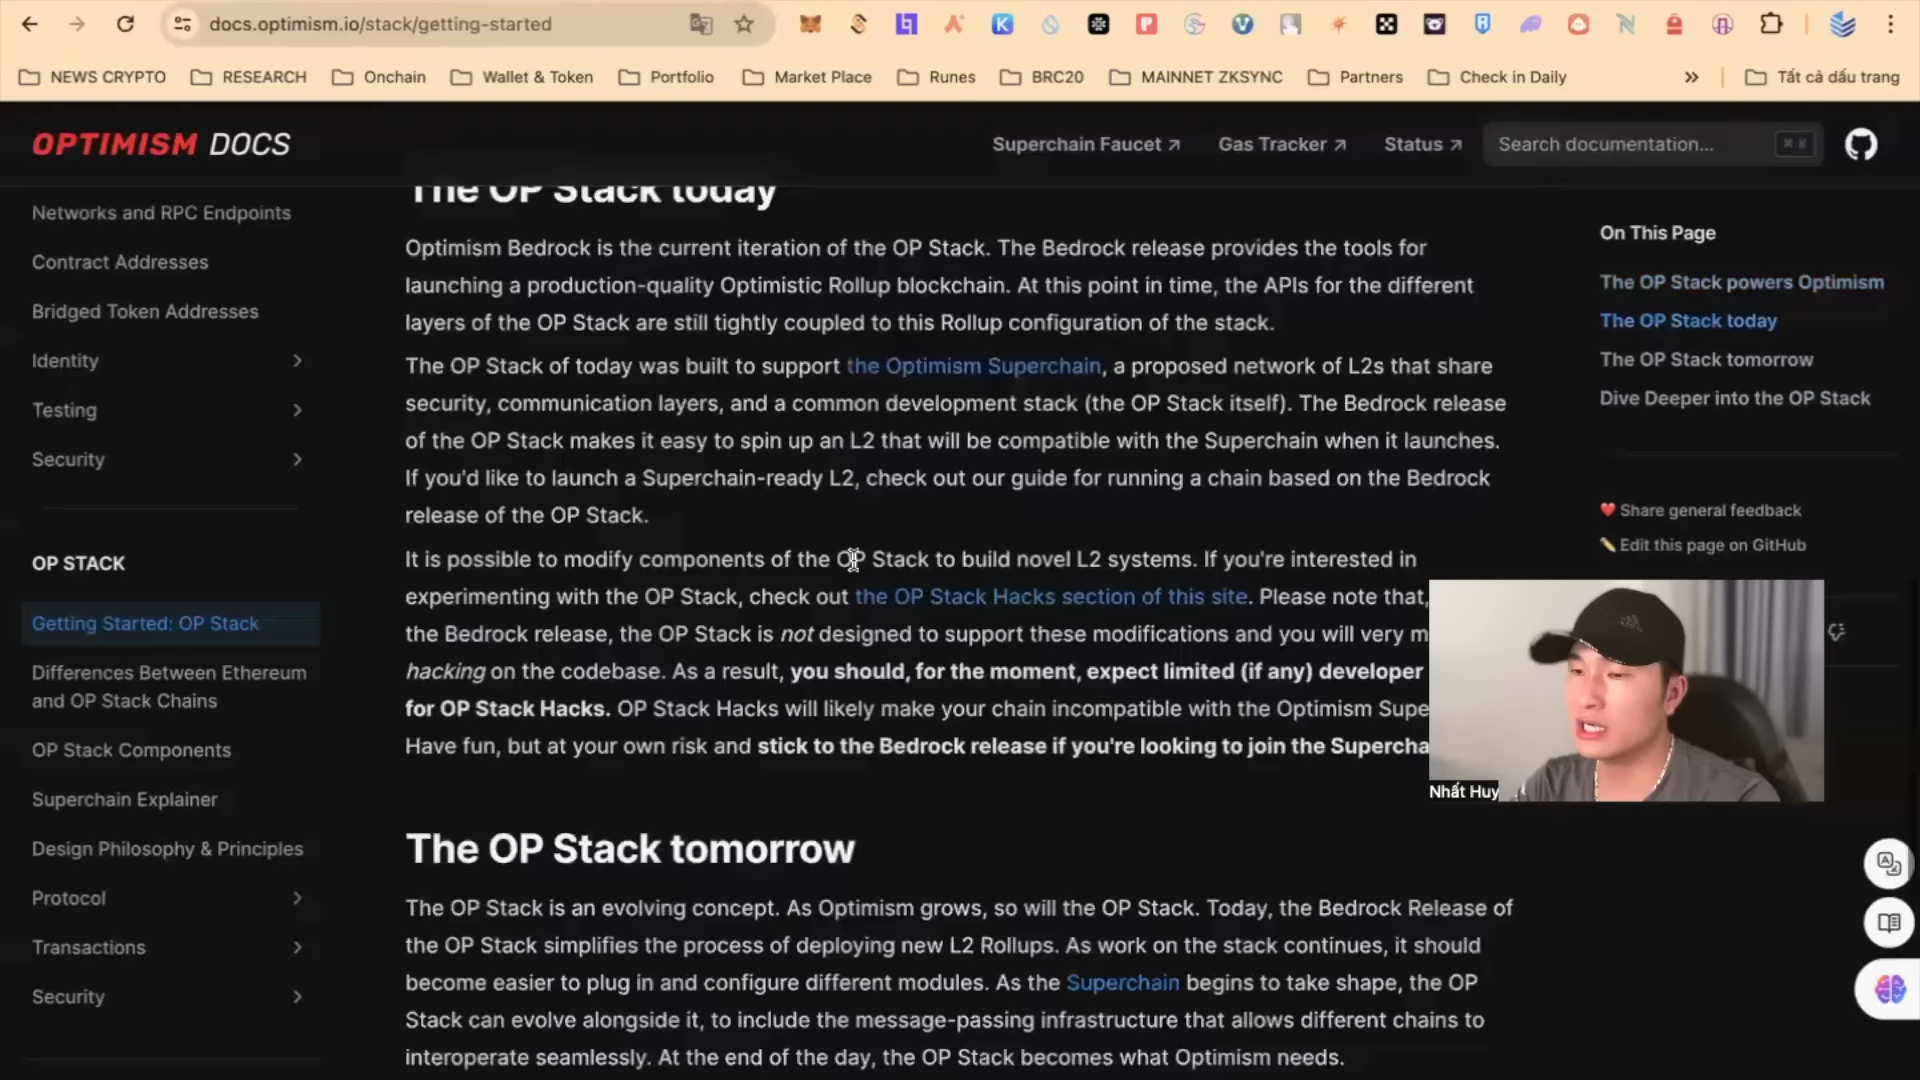 docs.optimism.io/stack/getting-started
NEWS CRYPTO
RESEARCH
Onchain
Wallet & Token
Portfolio
Market Place
Runes
BRC20
MAINNET ZKSYNC
Partners
Check in Daily
»
Tất cả dấu trang
OPTIMISM DOCS
Superchain Faucet ↗
Gas Tracker ↗
Status ↗
Search documentation...
⌘ K
Networks and RPC Endpoints
Contract Addresses
Bridged Token Addresses
Identity
Testing
Security
OP STACK
Getting Started: OP Stack
Differences Between Ethereum
and OP Stack Chains
OP Stack Components
Superchain Explainer
Design Philosophy & Principles
Protocol
Transactions
Security
The OP Stack today
Optimism Bedrock is the current iteration of the OP Stack. The Bedrock release provides the tools for
launching a production-quality Optimistic Rollup blockchain. At this point in time, the APIs for the different
layers of the OP Stack are still tightly coupled to this Rollup configuration of the stack.
The OP Stack of today was built to support the Optimism Superchain, a proposed network of L2s that share
security, communication layers, and a common development stack (the OP Stack itself). The Bedrock release
of the OP Stack makes it easy to spin up an L2 that will be compatible with the Superchain when it launches.
If you'd like to launch a Superchain-ready L2, check out our guide for running a chain based on the Bedrock
release of the OP Stack.
It is possible to modify components of the OP Stack to build novel L2 systems. If you're interested in
experimenting with the OP Stack, check out the OP Stack Hacks section of this site. Please note that,
the Bedrock release, the OP Stack is not designed to support these modifications and you will very m
hacking on the codebase. As a result, you should, for the moment, expect limited (if any) developer
for OP Stack Hacks. OP Stack Hacks will likely make your chain incompatible with the Optimism Supe
Have fun, but at your own risk and stick to the Bedrock release if you're looking to join the Supercha
The OP Stack tomorrow
The OP Stack is an evolving concept. As Optimism grows, so will the OP Stack. Today, the Bedrock Release of
the OP Stack simplifies the process of deploying new L2 Rollups. As work on the stack continues, it should
become easier to plug in and configure different modules. As the Superchain begins to take shape, the OP
Stack can evolve alongside it, to include the message-passing infrastructure that allows different chains to
interoperate seamlessly. At the end of the day, the OP Stack becomes what Optimism needs.
On This Page
The OP Stack powers Optimism
The OP Stack today
The OP Stack tomorrow
Dive Deeper into the OP Stack
Share general feedback
Edit this page on GitHub
Nhất Huy